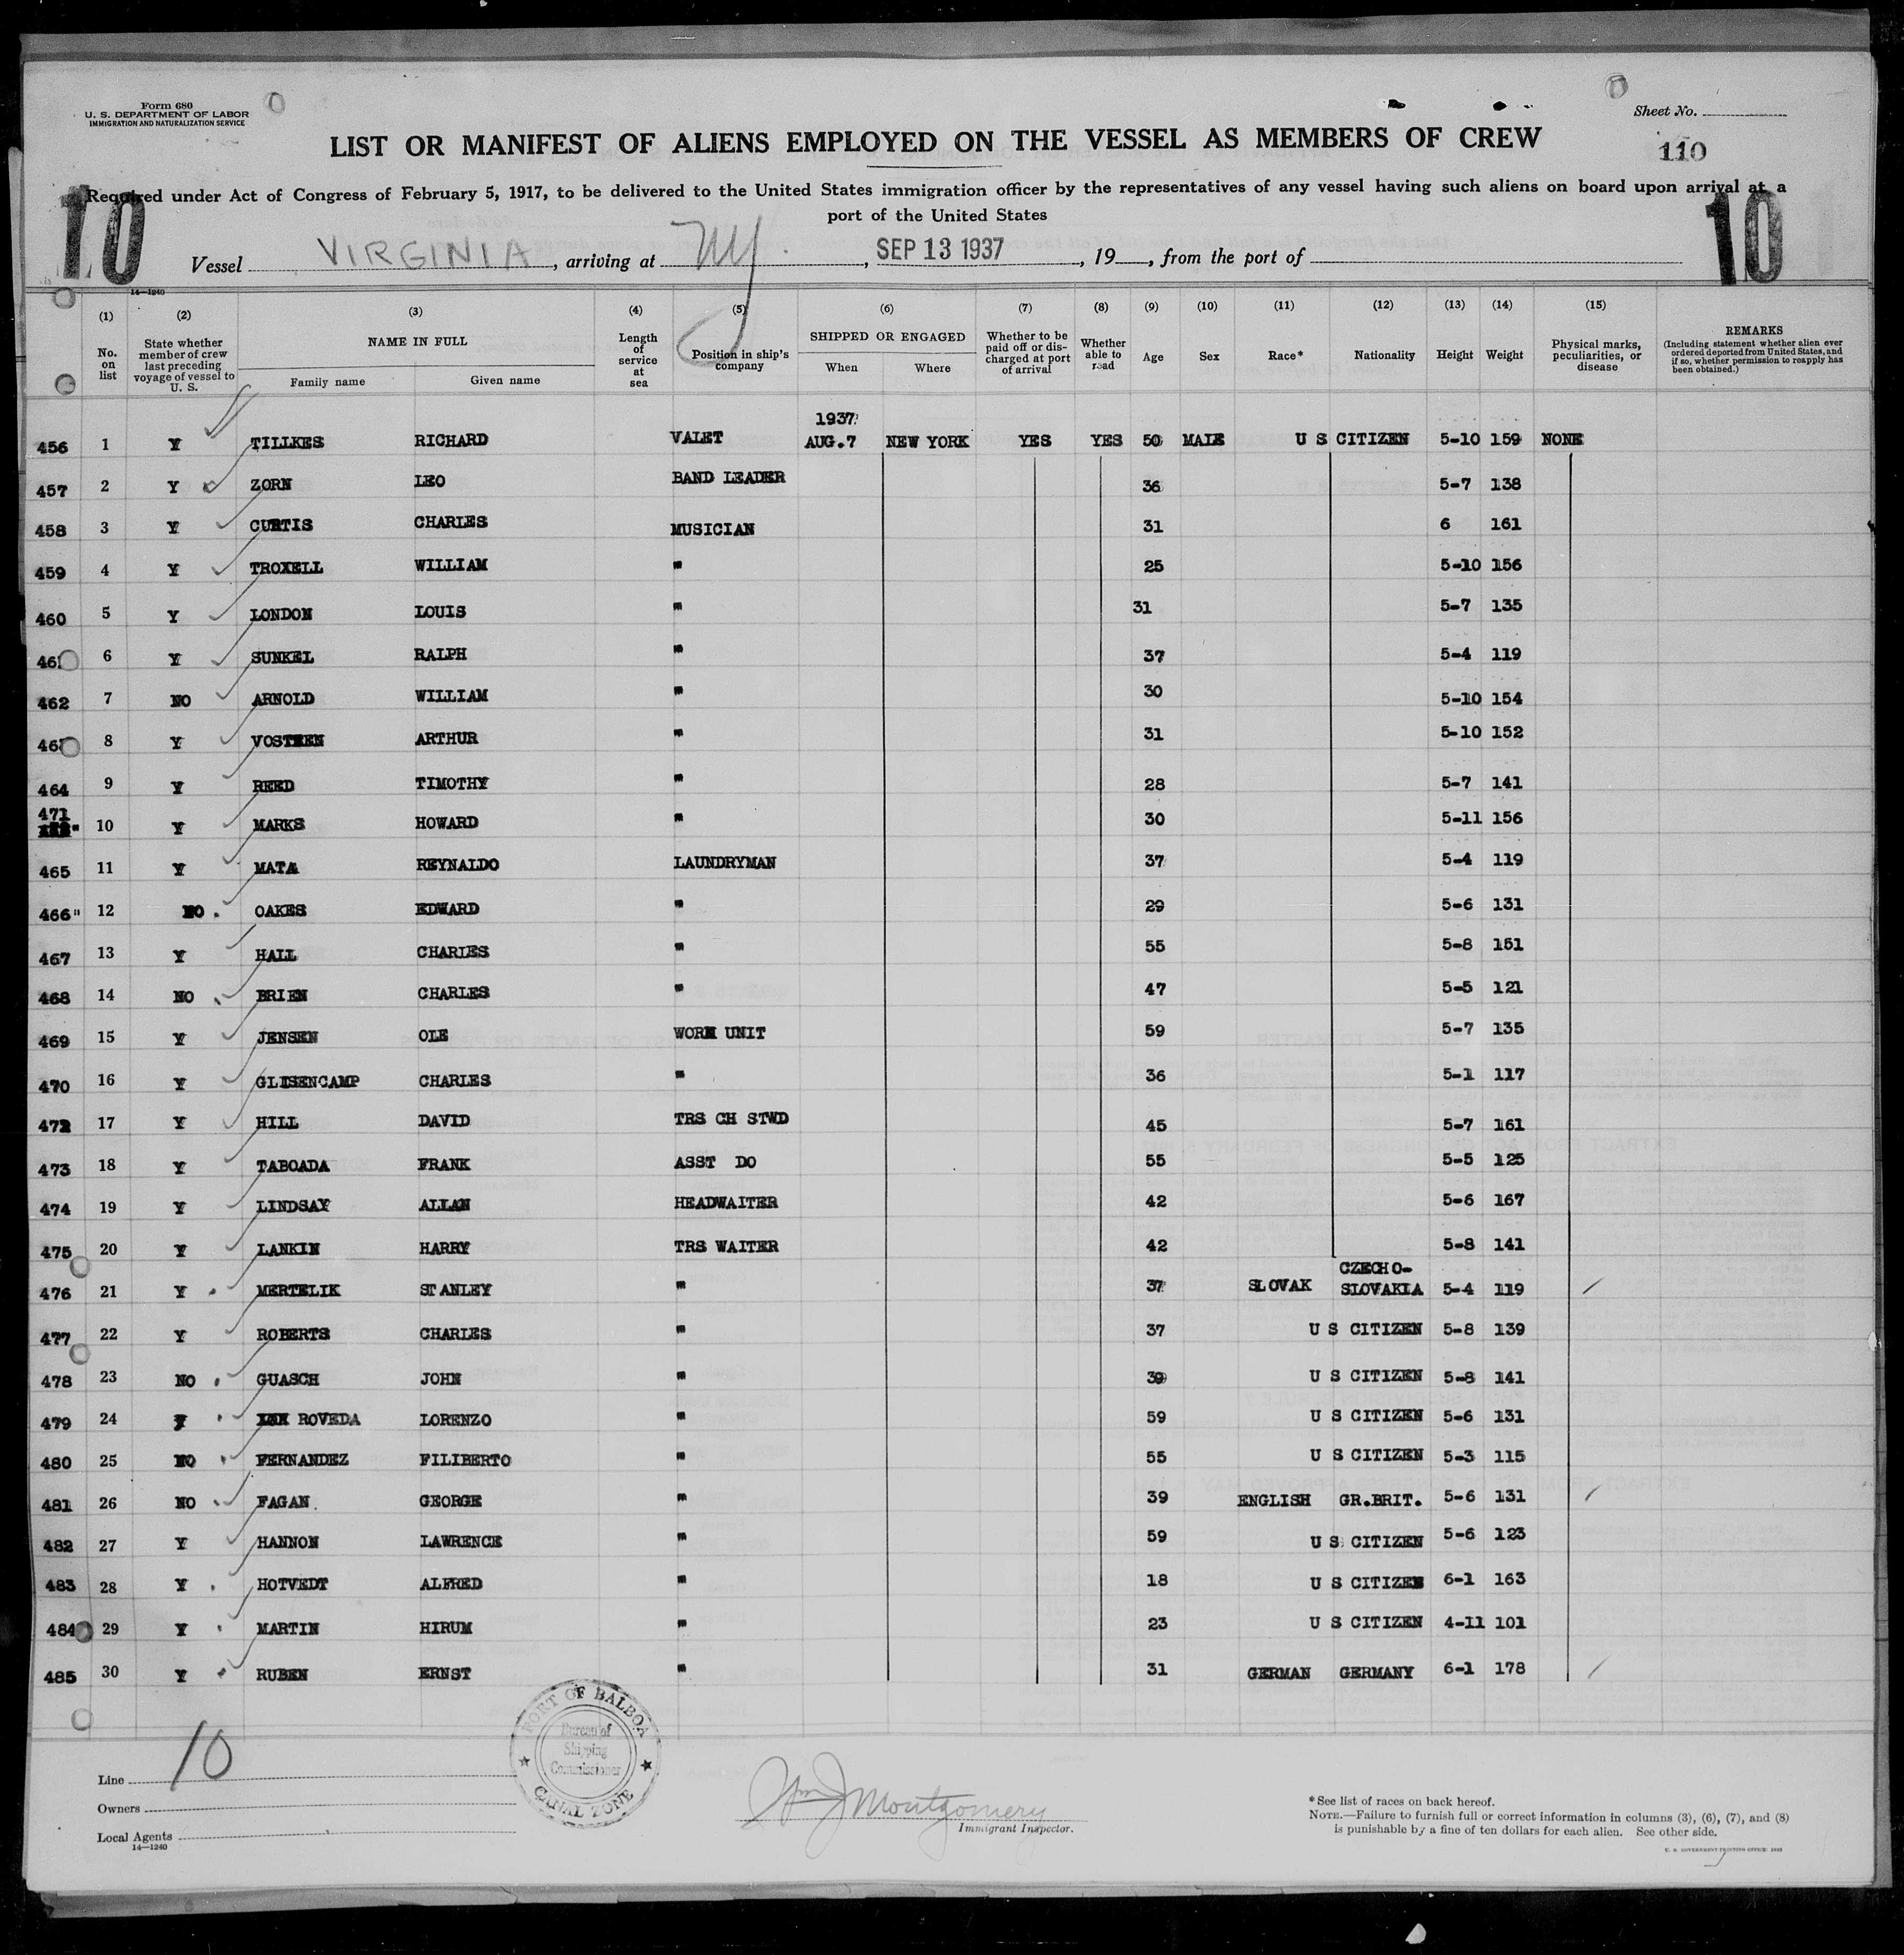 Form 680
U. S. DEPARTMENT OF LABOR
IMMIGRATION AND NATURALIZATION SERVICE
Sheet No.
110
LIST OR MANIFEST OF ALIENS EMPLOYED ON THE VESSEL AS MEMBERS OF CREW
Required under Act of Congress of February 5, 1917, to be delivered to the United States immigration officer by the representatives of any vessel having such aliens on board upon arrival at a
port of the United States
10 10
Vessel VIRGINIA, arriving at NY., SEP 13 1937, 19__, from the port of
14—1240
(1) (2) (3) (4) (5) (6) (7) (8) (9) (10) (11) (12) (13) (14) (15)
No. on list
State whether member of crew last preceding voyage of vessel to U. S.
NAME IN FULL
Family name Given name
Length of service at sea
Position in ship's company
SHIPPED OR ENGAGED
When Where
Whether to be paid off or discharged at port of arrival
Whether able to read
Age Sex Race* Nationality Height Weight
Physical marks, peculiarities, or disease
REMARKS
(Including statement whether alien ever ordered deported from United States, and if so, whether permission to reapply has been obtained.)
1937
456 1 Y TILLKES RICHARD VALET AUG.7 NEW YORK YES YES 50 MALE U S CITIZEN 5-10 159 NONE
457 2 Y ZORN LEO BAND LEADER 36 5-7 138
458 3 Y CURTIS CHARLES MUSICIAN 31 6 161
459 4 Y TROXELL WILLIAM " 25 5-10 156
460 5 Y LONDON LOUIS " 31 5-7 135
46 6 Y SUNKEL RALPH " 37 5-4 119
462 7 NO ARNOLD WILLIAM " 30 5-10 154
46 8 Y VOSTEEN ARTHUR " 31 5-10 152
464 9 Y REED TIMOTHY " 28 5-7 141
471 10 Y MARKS HOWARD " 30 5-11 156
465 11 Y MATA REYNALDO LAUNDRYMAN 37 5-4 119
466" 12 NO. OAKES EDWARD " 29 5-6 131
467 13 Y HALL CHARLES " 55 5-8 151
468 14 NO BRIEN CHARLES " 47 5-5 121
469 15 Y JENSEN OLE WORK UNIT 59 5-7 135
470 16 Y GLISENCAMP CHARLES " 36 5-1 117
472 17 Y HILL DAVID TRS CH STWD 45 5-7 161
473 18 Y TABOADA FRANK ASST DO 55 5-5 125
474 19 Y LINDSAY ALLAN HEADWAITER 42 5-6 167
475 20 Y LANKIN HARRY TRS WAITER 42 5-8 141
476 21 Y MERTELIK STANLEY " 37 SLOVAK CZECHO-SLOVAKIA 5-4 119
477 22 Y ROBERTS CHARLES " 37 U S CITIZEN 5-8 139
478 23 NO GUASCH JOHN " 39 U S CITIZEN 5-8 141
479 24 Y ROVEDA LORENZO " 59 U S CITIZEN 5-6 131
480 25 NO FERNANDEZ FILIBERTO " 55 U S CITIZEN 5-3 115
481 26 NO FAGAN GEORGE " 39 ENGLISH GR.BRIT. 5-6 131
482 27 Y HANNON LAWRENCE " 59 U S CITIZEN 5-6 123
483 28 Y HOTVEDT ALFRED " 18 U S CITIZEN 6-1 163
484 29 Y MARTIN HIRUM " 23 U S CITIZEN 4-11 101
485 30 Y RUBEN ERNST " 31 GERMAN GERMANY 6-1 178
PORT OF BALBOA
Bureau of
Shipping
Commissioner
CANAL ZONE
Line 10
Owners
Local Agents
14—1240
Wm J Montgomery
Immigrant Inspector.
*See list of races on back hereof.
NOTE.—Failure to furnish full or correct information in columns (3), (6), (7), and (8)
is punishable by a fine of ten dollars for each alien. See other side.